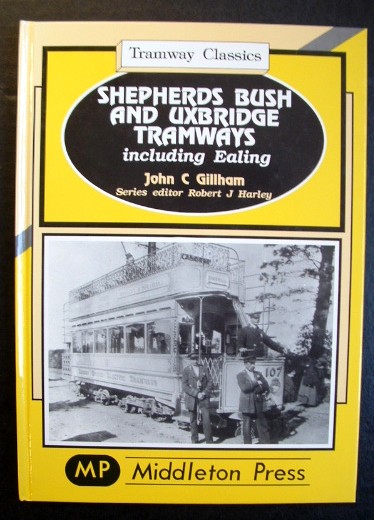 Tramway Classics
SHEPHERDS BUSH
AND UXBRIDGE
TRAMWAYS
including Ealing
John C Gillham
Series editor Robert J Harley
107
MP Middleton Press